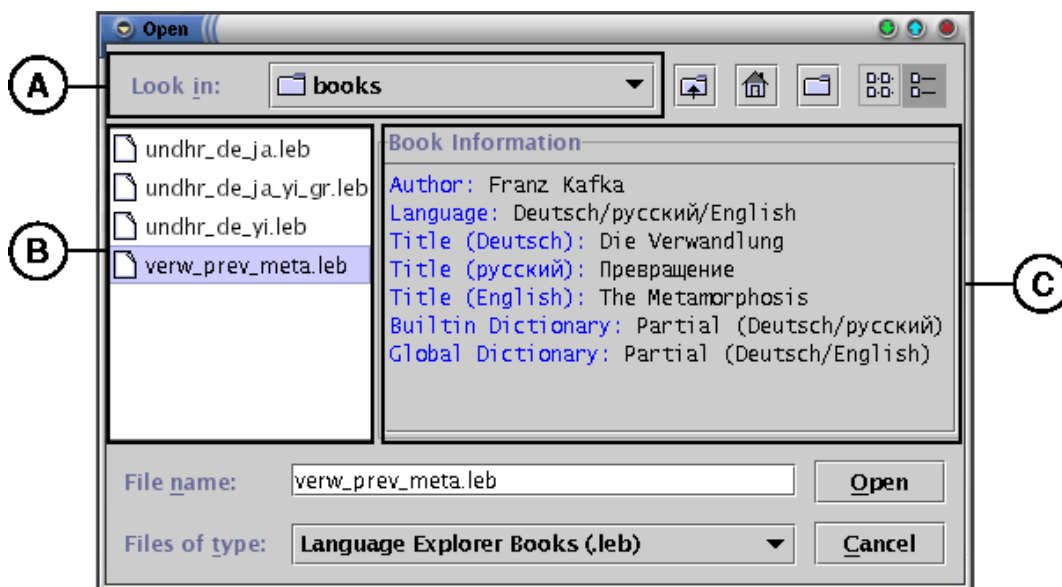 Open
A
Look in:
books
undhr_de_ja.leb
undhr_de_ja_yi_gr.leb
undhr_de_yi.leb
verw_prev_meta.leb
B
Book Information
Author: Franz Kafka
Language: Deutsch/русский/English
Title (Deutsch): Die Verwandlung
Title (русский): Превращение
Title (English): The Metamorphosis
Builtin Dictionary: Partial (Deutsch/русский)
Global Dictionary: Partial (Deutsch/English)
C
File name: verw_prev_meta.leb Open
Files of type: Language Explorer Books (.leb) Cancel